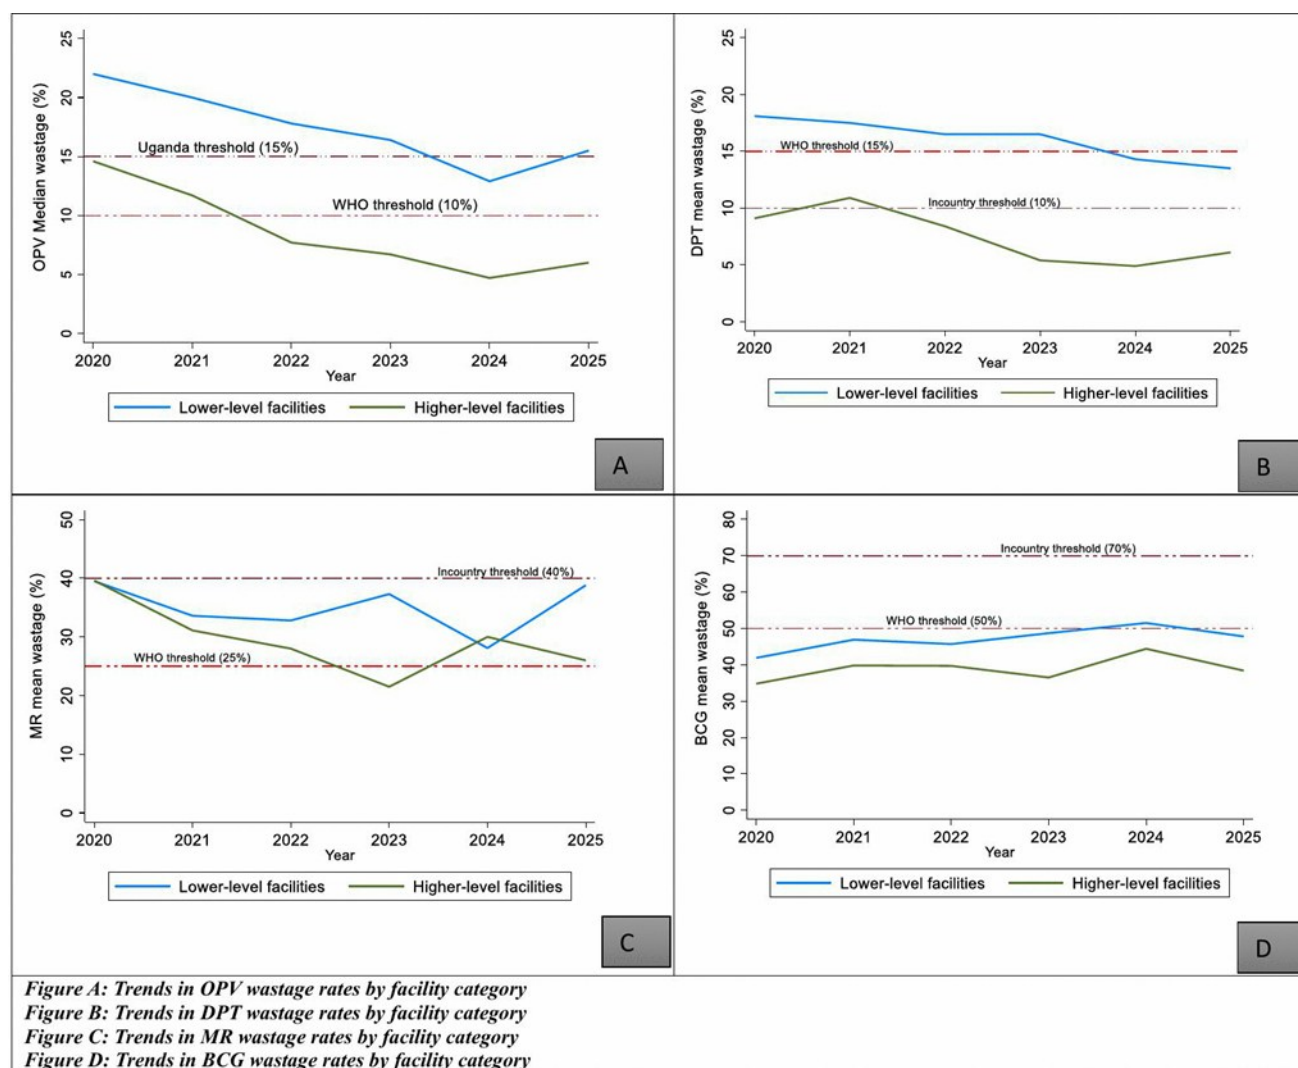 OPV Median wastage (%)
25
20
15
10
5
0
Uganda threshold (15%)
WHO threshold (10%)
2020 2021 2022 2023 2024 2025
Year
Lower-level facilities Higher-level facilities
A
DPT mean wastage (%)
25
20
15
10
5
0
WHO threshold (15%)
Incountry threshold (10%)
2020 2021 2022 2023 2024 2025
Year
Lower-level facilities Higher-level facilities
B
MR mean wastage (%)
50
40
30
20
10
0
Incountry threshold (40%)
WHO threshold (25%)
2020 2021 2022 2023 2024 2025
Year
Lower-level facilities Higher-level facilities
C
BCG mean wastage (%)
80
70
60
50
40
30
20
10
0
Incountry threshold (70%)
WHO threshold (50%)
2020 2021 2022 2023 2024 2025
Year
Lower-level facilities Higher-level facilities
D
Figure A: Trends in OPV wastage rates by facility category
Figure B: Trends in DPT wastage rates by facility category
Figure C: Trends in MR wastage rates by facility category
Figure D: Trends in BCG wastage rates by facility category